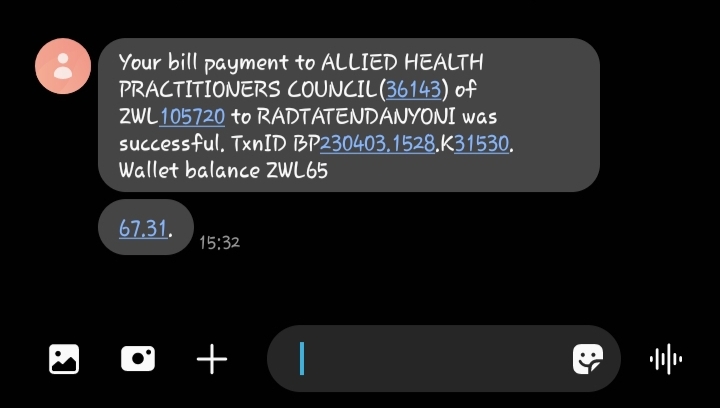 Your bill payment to ALLIED HEALTH
PRACTITIONERS COUNCIL(36143) of
ZWL105720 to RADTATENDANYONI was
successful. TxnID BP230403.1528.K31530.
Wallet balance ZWL65
67.31.
15:32